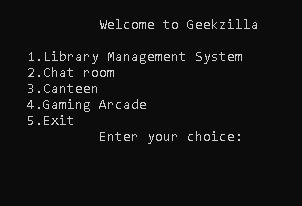 Welcome to Geekzilla
1.Library Management System
2.Chat room
3.Canteen
4.Gaming Arcade
5.Exit
Enter your choice: